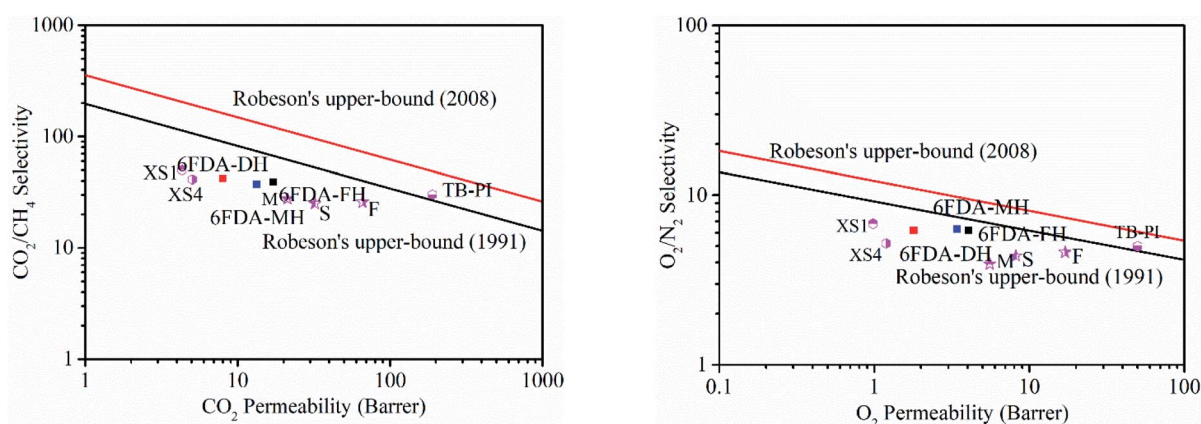 1000
100
10
1
CO2/CH4 Selectivity
Robeson's upper-bound (2008)
6FDA-DH
XS1
XS4
TB-PI
M
6FDA-FH
6FDA-MH
S
F
Robeson's upper-bound (1991)
1
10
100
1000
CO2 Permeability (Barrer)
100
10
1
O2/N2 Selectivity
Robeson's upper-bound (2008)
6FDA-MH
XS1
6FDA-FH
TB-PI
XS4
6FDA-DH
M
S
F
Robeson's upper-bound (1991)
0.1
1
10
100
O2 Permeability (Barrer)